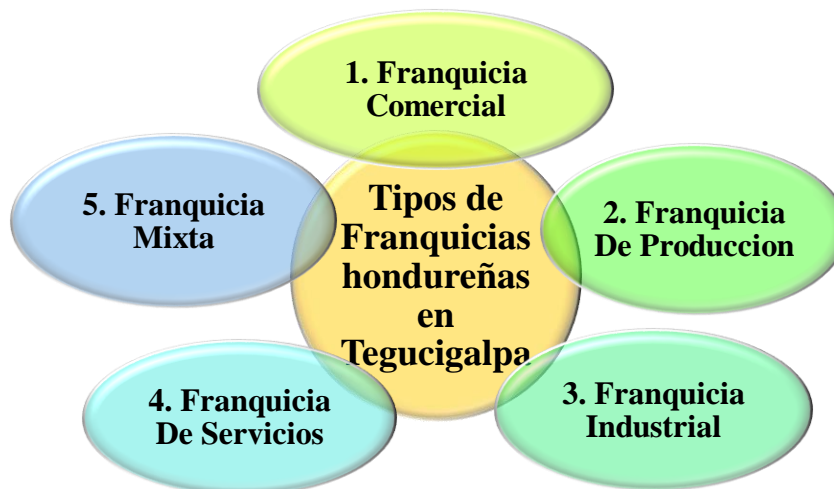 1. Franquicia
Comercial
Tipos de
Franquicias
hondureñas
en
Tegucigalpa
2. Franquicia
De Produccion
3. Franquicia
Industrial
4. Franquicia
De Servicios
5. Franquicia
Mixta